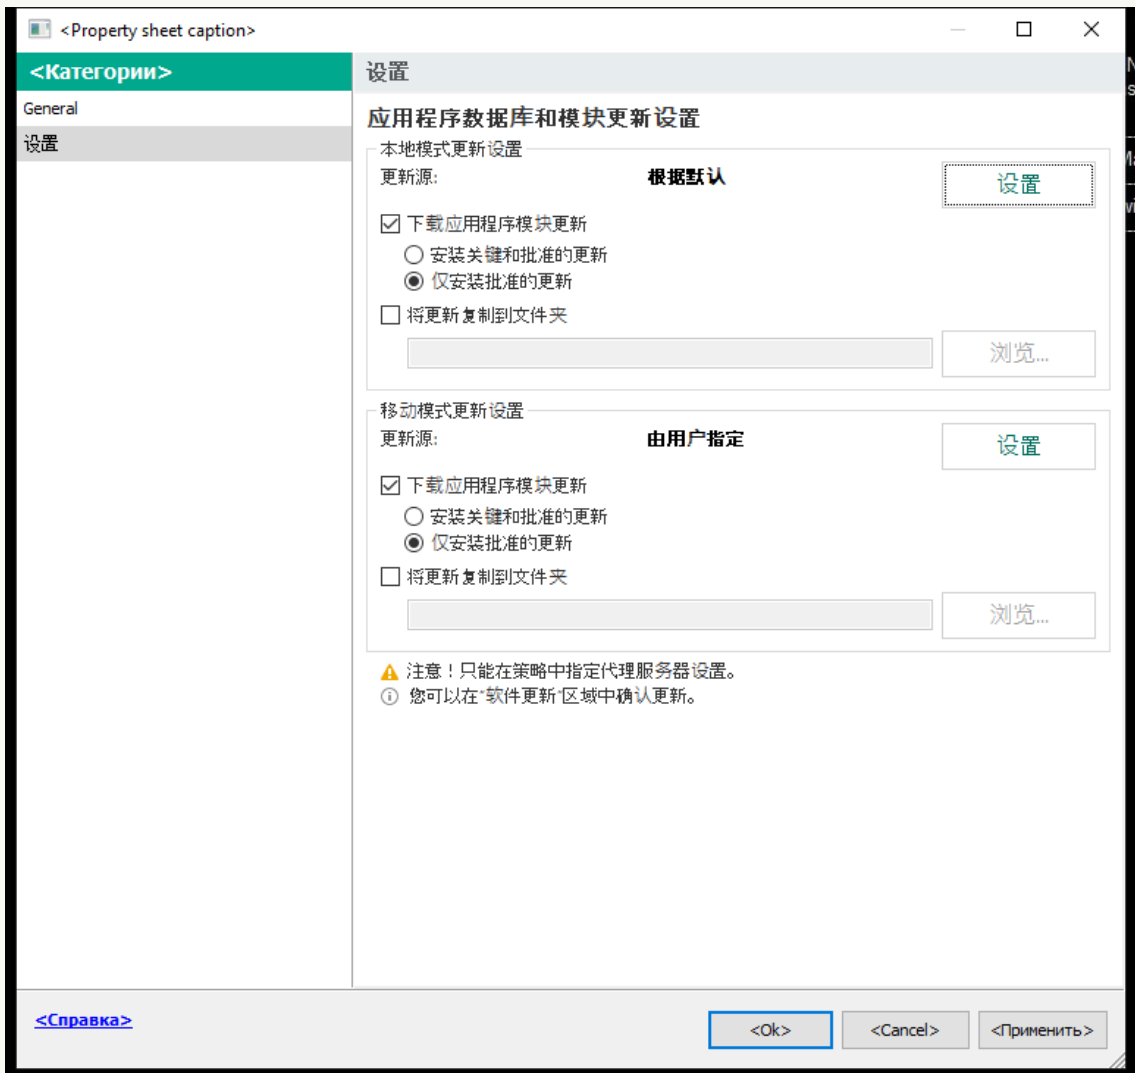 <Property sheet caption>
<Категории>
General
设置
设置
应用程序数据库和模块更新设置
本地模式更新设置
更新源: 根据默认 设置
下载应用程序模块更新
安装关键和批准的更新
仅安装批准的更新
将更新复制到文件夹
浏览...
移动模式更新设置
更新源: 由用户指定 设置
下载应用程序模块更新
安装关键和批准的更新
仅安装批准的更新
将更新复制到文件夹
浏览...
注意！只能在策略中指定代理服务器设置。
您可以在"软件更新"区域中确认更新。
<Справка>
<Ok> <Cancel> <Применить>